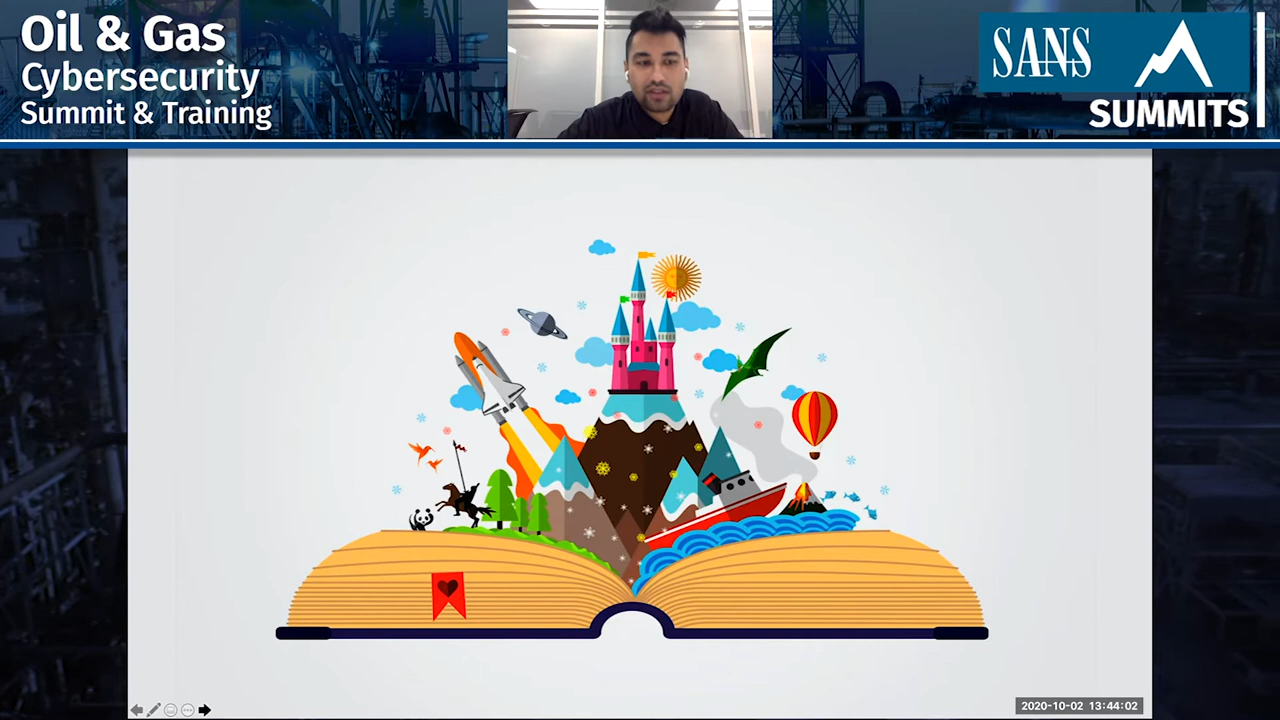 Oil & Gas
Cybersecurity
Summit & Training
SANS
SUMMITS
2020-10-02 13:44:02